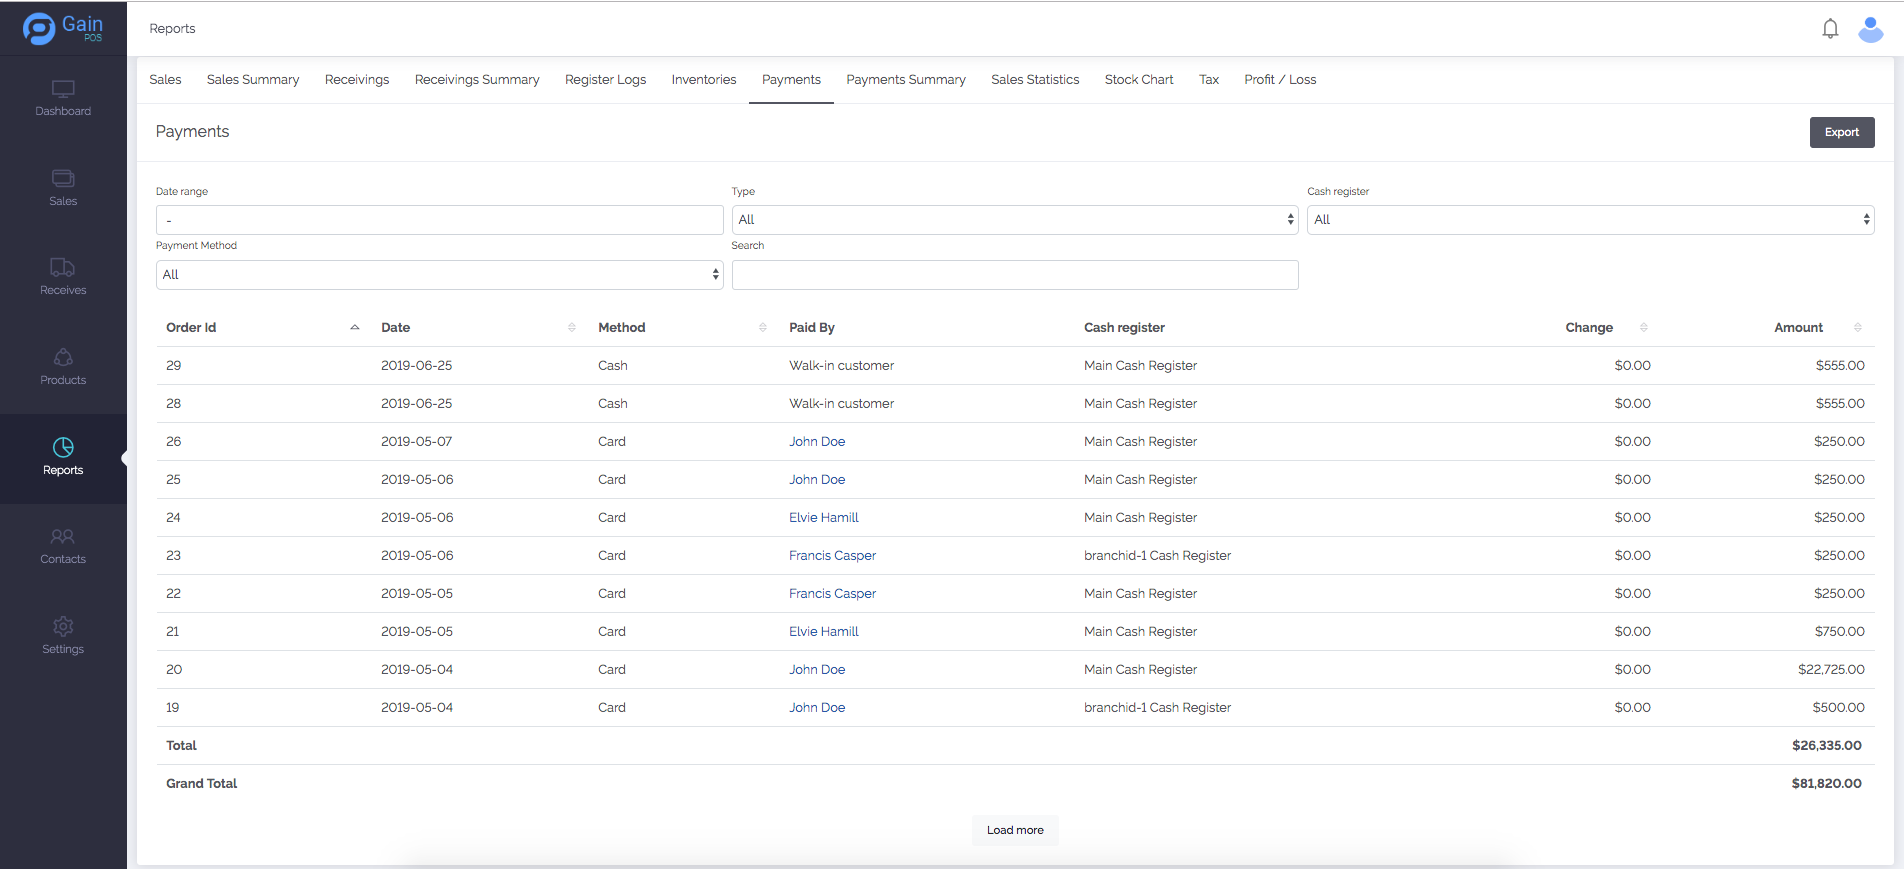 Gain
POS
Reports
Dashboard
Sales
Receives
Products
Reports
Contacts
Settings
Sales Sales Summary Receivings Receivings Summary Register Logs Inventories Payments Payments Summary Sales Statistics Stock Chart Tax Profit / Loss
Payments Export
Date range Type Cash register
- All All
Payment Method Search
All
Order Id Date Method Paid By Cash register Change Amount
29 2019-06-25 Cash Walk-in customer Main Cash Register $0.00 $555.00
28 2019-06-25 Cash Walk-in customer Main Cash Register $0.00 $555.00
26 2019-05-07 Card John Doe Main Cash Register $0.00 $250.00
25 2019-05-06 Card John Doe Main Cash Register $0.00 $250.00
24 2019-05-06 Card Elvie Hamill Main Cash Register $0.00 $250.00
23 2019-05-06 Card Francis Casper branchid-1 Cash Register $0.00 $250.00
22 2019-05-05 Card Francis Casper Main Cash Register $0.00 $250.00
21 2019-05-05 Card Elvie Hamill Main Cash Register $0.00 $750.00
20 2019-05-04 Card John Doe Main Cash Register $0.00 $22,725.00
19 2019-05-04 Card John Doe branchid-1 Cash Register $0.00 $500.00
Total $26,335.00
Grand Total $81,820.00
Load more